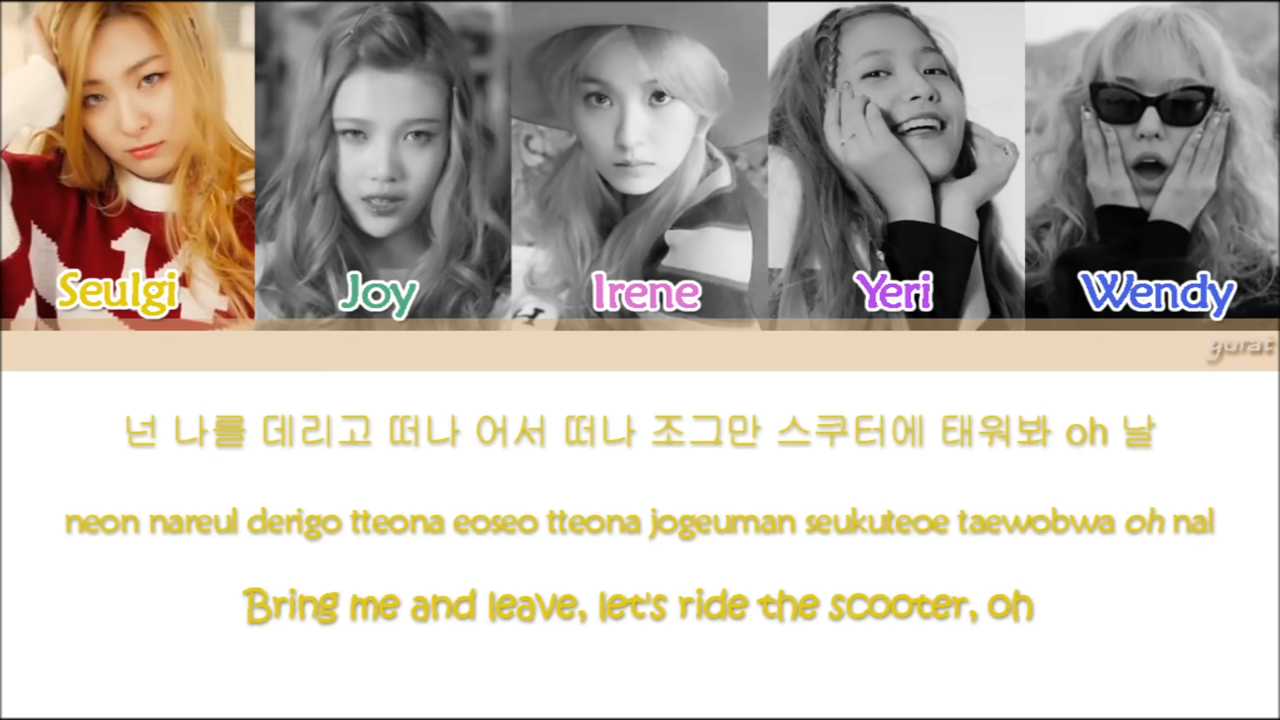 Seulgi Joy Irene Yeri Wendy
gurat
넌 나를 데리고 떠나 어서 떠나 조그만 스쿠터에 태워봐 oh 날
neon nareul derigo tteona eoseo tteona jogeuman seukuteoe taewobwa oh nal
Bring me and leave, let's ride the scooter, oh